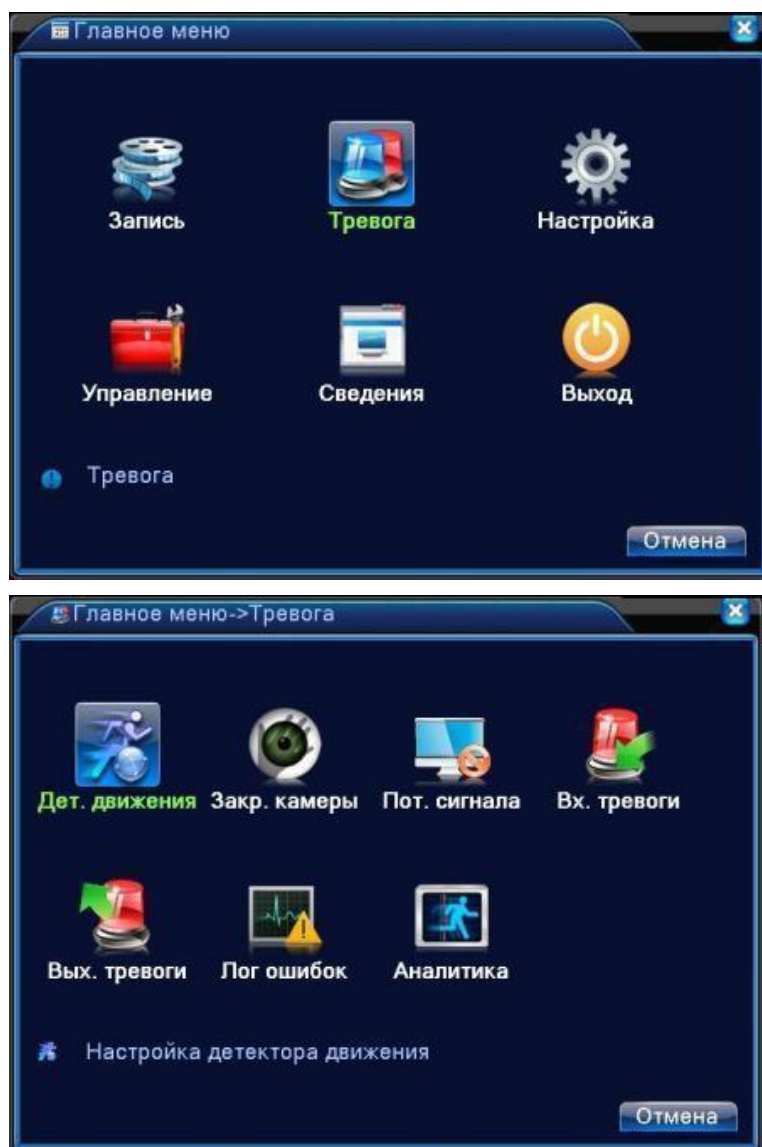 Главное меню
Запись Тревога Настройка
Управление Сведения Выход
Тревога
Отмена
Главное меню->Тревога
Дет. движения Закр. камеры Пот. сигнала Вх. тревоги
Вых. тревоги Лог ошибок Аналитика
Настройка детектора движения
Отмена